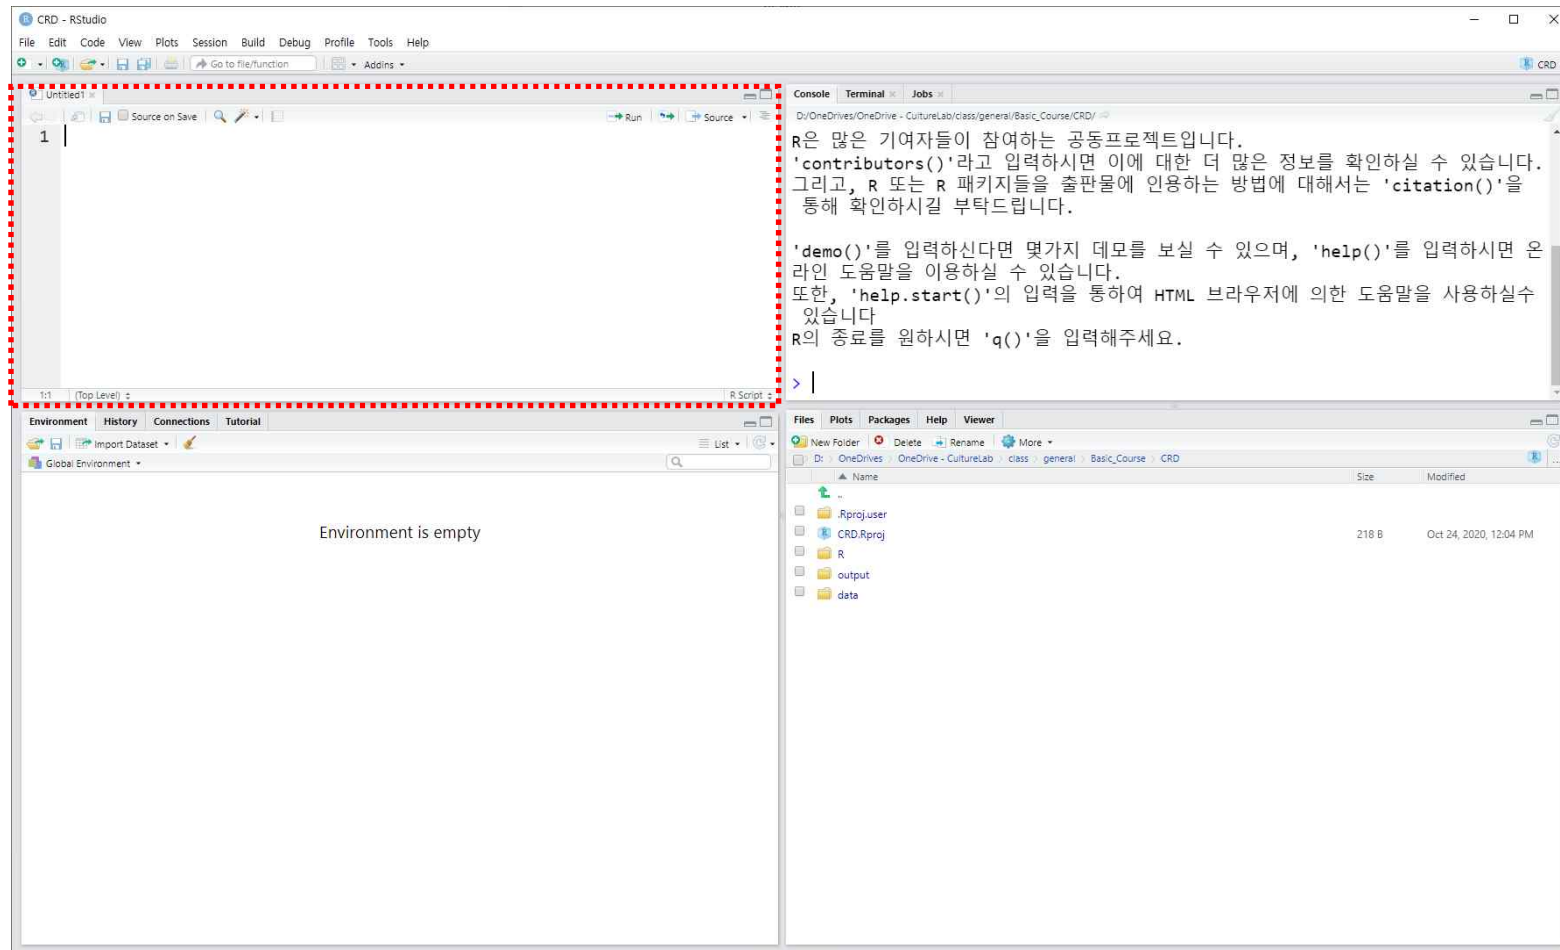 CRD - RStudio
File Edit Code View Plots Session Build Debug Profile Tools Help
Go to file/function Addins CRD
Untitled1
Source on Save Run Source
1
1:1 (Top Level) R Script
Console Terminal Jobs
D:/OneDrives/OneDrive - CultureLab/class/general/Basic_Course/CRD/
R은 많은 기여자들이 참여하는 공동프로젝트입니다.
'contributors()'라고 입력하시면 이에 대한 더 많은 정보를 확인하실 수 있습니다.
그리고, R 또는 R 패키지들을 출판물에 인용하는 방법에 대해서는 'citation()'을
통해 확인하시길 부탁드립니다.
'demo()'를 입력하신다면 몇가지 데모를 보실 수 있으며, 'help()'를 입력하시면 온
라인 도움말을 이용하실 수 있습니다.
또한, 'help.start()'의 입력을 통하여 HTML 브라우저에 의한 도움말을 사용하실수
있습니다
R의 종료를 원하시면 'q()'을 입력해주세요.
>
Environment History Connections Tutorial
Import Dataset List
Global Environment
Environment is empty
Files Plots Packages Help Viewer
New Folder Delete Rename More
D: OneDrives OneDrive - CultureLab class general Basic_Course CRD
Name Size Modified
..
.Rproj.user
CRD.Rproj 218 B Oct 24, 2020, 12:04 PM
R
output
data